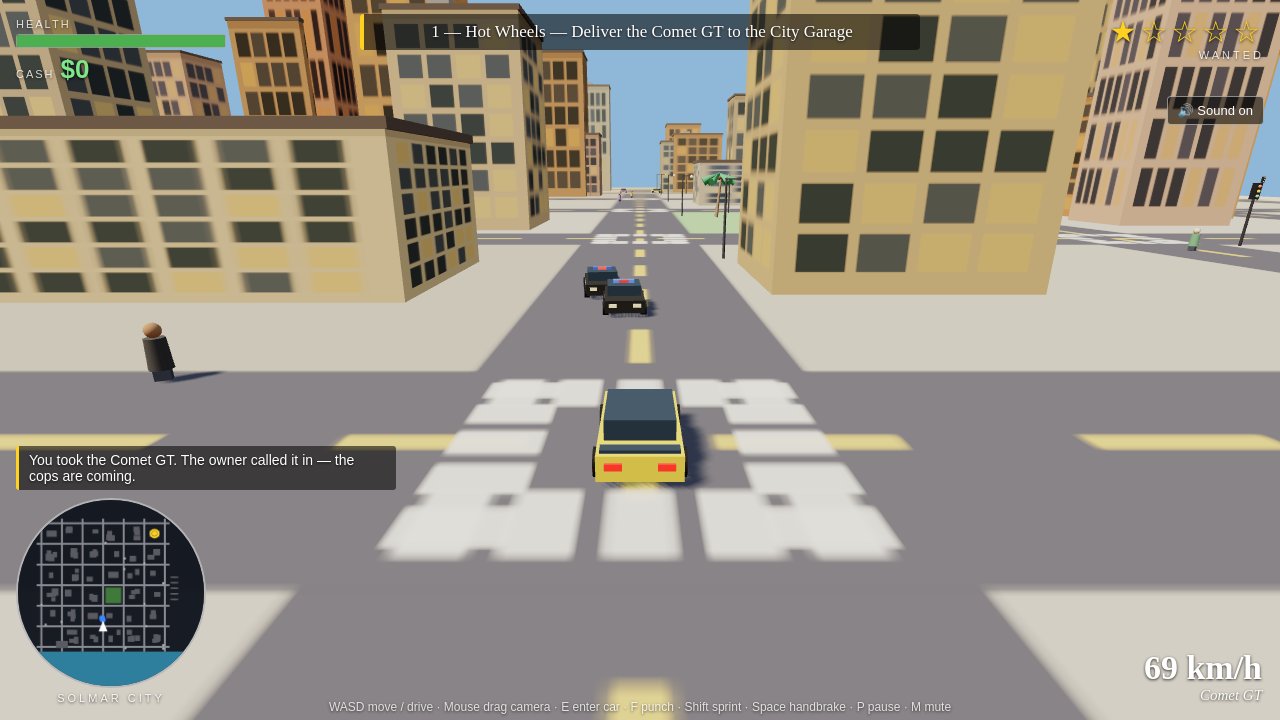 HEALTH
CASH $0
1 — Hot Wheels — Deliver the Comet GT to the City Garage
★☆☆☆☆
WANTED
🔊 Sound on
You took the Comet GT. The owner called it in — the
cops are coming.
SOLMAR CITY
69 km/h
Comet GT
WASD move / drive · Mouse drag camera · E enter car · F punch · Shift sprint · Space handbrake · P pause · M mute